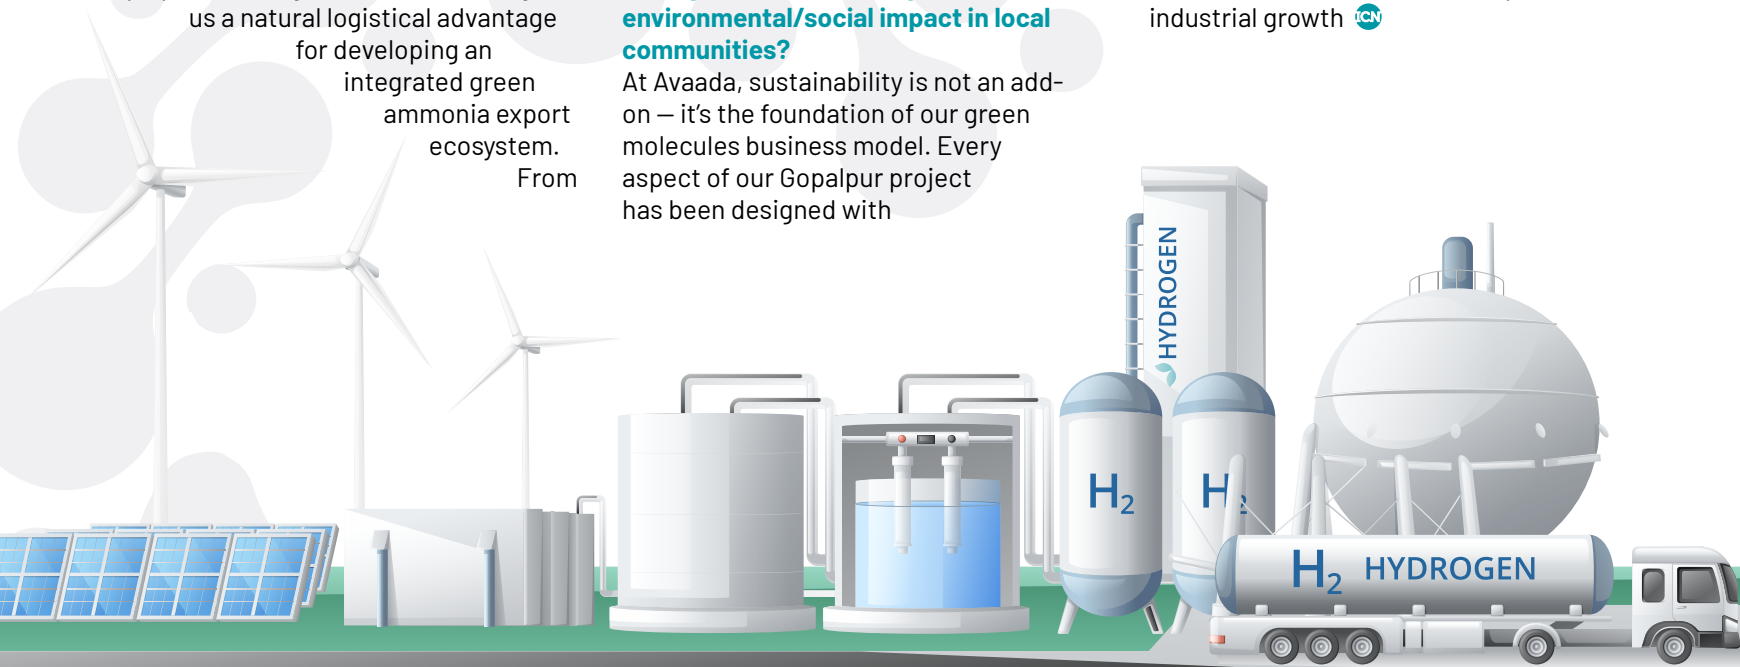 us a natural logistical advantage
for developing an
integrated green
ammonia export
ecosystem.
From
environmental/social impact in local
communities?
At Avaada, sustainability is not an add-
on – it's the foundation of our green
molecules business model. Every
aspect of our Gopalpur project
has been designed with
industrial growth ICN
HYDROGEN
H2
H2
H2 HYDROGEN